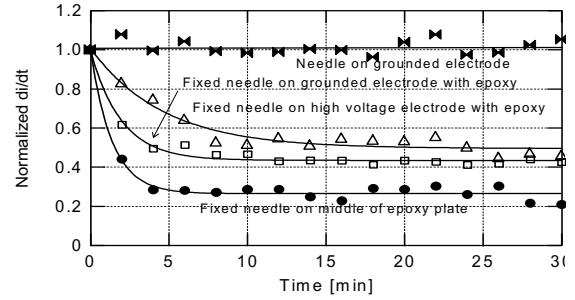 1.2
1.0
0.8
0.6
0.4
0.2
0
Normalized di/dt
Needle on grounded electrode
Fixed needle on grounded electrode with epoxy
Fixed needle on high voltage electrode with epoxy
Fixed needle on middle of epoxy plate
0 5 10 15 20 25 30
Time [min]